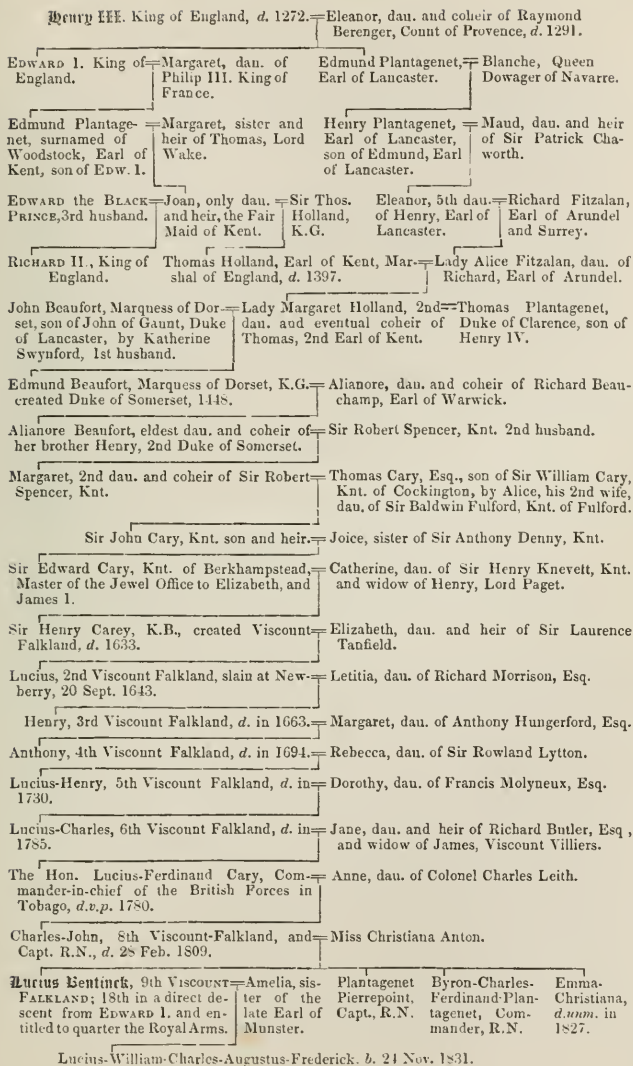 Henry III. King of England, d. 1272.=Eleanor, dau. and coheir of Raymond
Berenger, Count of Provence, d. 1291.
EDWARD I. King of=Margaret, dau. of
England. Philip III. King of
France.
Edmund Plantagenet,=Blanche, Queen
Earl of Lancaster. Dowager of Navarre.
Edmund Plantage-=Margaret, sister and
net, surnamed of heir of Thomas, Lord
Woodstock, Earl of Wake.
Kent, son of EDW. I.
Henry Plantagenet,=Maud, dau. and heir
Earl of Lancaster, of Sir Patrick Cha-
son of Edmund, Earl worth.
of Lancaster.
EDWARD the BLACK=Joan, only dau.=Sir Thos.
PRINCE, 3rd husband. and heir, the Fair Holland,
Maid of Kent. K.G.
Eleanor, 5th dau.=Richard Fitzalan,
of Henry, Earl of Earl of Arundel
Lancaster. and Surrey.
RICHARD II., King of
England.
Thomas Holland, Earl of Kent, Mar-=Lady Alice Fitzalan, dau. of
shal of England, d. 1397. Richard, Earl of Arundel.
John Beaufort, Marquess of Dor-=Lady Margaret Holland, 2nd=Thomas Plantagenet,
set, son of John of Gaunt, Duke dau. and eventual coheir of Duke of Clarence, son of
of Lancaster, by Katherine Thomas, 2nd Earl of Kent. Henry IV.
Swynford, 1st husband.
Edmund Beaufort, Marquess of Dorset, K.G.=Alianore, dau. and coheir of Richard Beau-
created Duke of Somerset, 1448. champ, Earl of Warwick.
Alianore Beaufort, eldest dau. and coheir of=Sir Robert Spencer, Knt. 2nd husband.
her brother Henry, 2nd Duke of Somerset.
Margaret, 2nd dau. and coheir of Sir Robert=Thomas Cary, Esq., son of Sir William Cary,
Spencer, Knt. Knt. of Cockington, by Alice, his 2nd wife,
dau. of Sir Baldwin Fulford, Knt. of Fulford.
Sir John Cary, Knt. son and heir.=Joice, sister of Sir Anthony Denny, Knt.
Sir Edward Cary, Knt. of Berkhampstead,=Catherine, dau. of Sir Henry Knevett, Knt.
Master of the Jewel Office to Elizabeth, and and widow of Henry, Lord Paget.
James I.
Sir Henry Carey, K.B., created Viscount=Elizabeth, dau. and heir of Sir Laurence
Falkland, d. 1633. Tanfield.
Lucius, 2nd Viscount Falkland, slain at New-=Letitia, dau. of Richard Morrison, Esq.
berry, 20 Sept. 1643.
Henry, 3rd Viscount Falkland, d. in 1663.=Margaret, dau. of Anthony Hungerford, Esq.
Anthony, 4th Viscount Falkland, d. in 1694.=Rebecca, dau. of Sir Rowland Lytton.
Lucius-Henry, 5th Viscount Falkland, d. in=Dorothy, dau. of Francis Molyneux, Esq.
1730.
Lucius-Charles, 6th Viscount Falkland, d. in=Jane, dau. and heir of Richard Butler, Esq.,
1785. and widow of James, Viscount Villiers.
The Hon. Lucius-Ferdinand Cary, Com-=Anne, dau. of Colonel Charles Leith.
mander-in-chief of the British Forces in
Tobago, d.v.p. 1780.
Charles-John, 8th Viscount-Falkland, and=Miss Christiana Anton.
Capt. R.N., d. 28 Feb. 1809.
Lucius Bentinck, 9th VISCOUNT=Amelia, sis-
FALKLAND; 18th in a direct de- ter of the
scent from EDWARD I. and en- late Earl of
titled to quarter the Royal Arms. Munster.
Plantagenet
Pierrepoint,
Capt., R.N.
Byron-Charles-
Ferdinand-Plan-
tagenet, Com-
mander, R.N.
Emma-
Christiana,
d.unm. in
1827.
Lucius-William-Charles-Augustus-Frederick, b. 24 Nov. 1831.